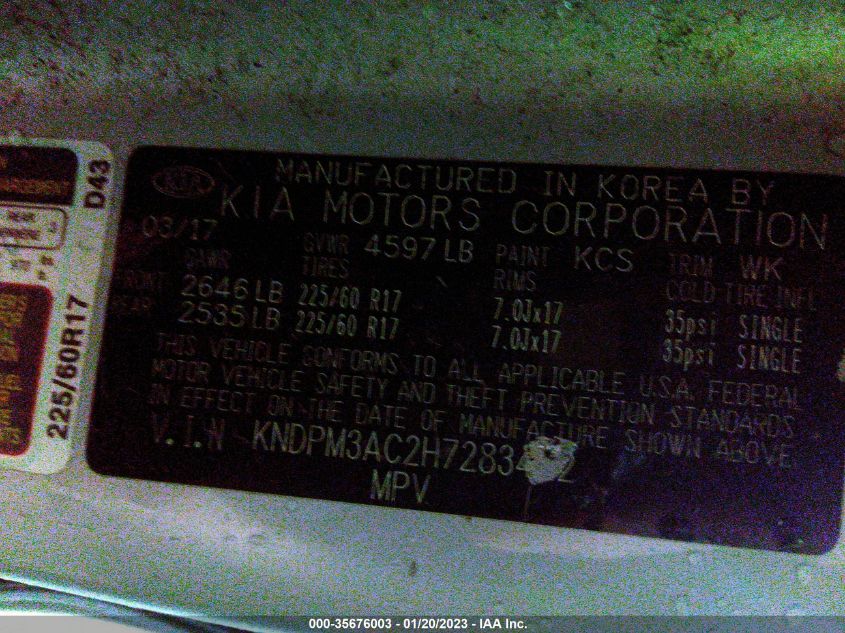 D43
225/60R17
KIA
MANUFACTURED IN KOREA BY
KIA MOTORS CORPORATION
03/17 GVWR 4597 LB PAINT KCS TRIM WK
GAWR TIRES RIMS COLD TIRE INFL
FRONT 2646 LB 225/60 R17 7.0Jx17 35psi SINGLE
REAR 2535 LB 225/60 R17 7.0Jx17 35psi SINGLE
THIS VEHICLE CONFORMS TO ALL APPLICABLE U.S.A. FEDERAL
MOTOR VEHICLE SAFETY AND THEFT PREVENTION STANDARDS
IN EFFECT ON THE DATE OF MANUFACTURE SHOWN ABOVE.
V.I.N
MPV
000-35676003 - 01/20/2023 - IAA Inc.